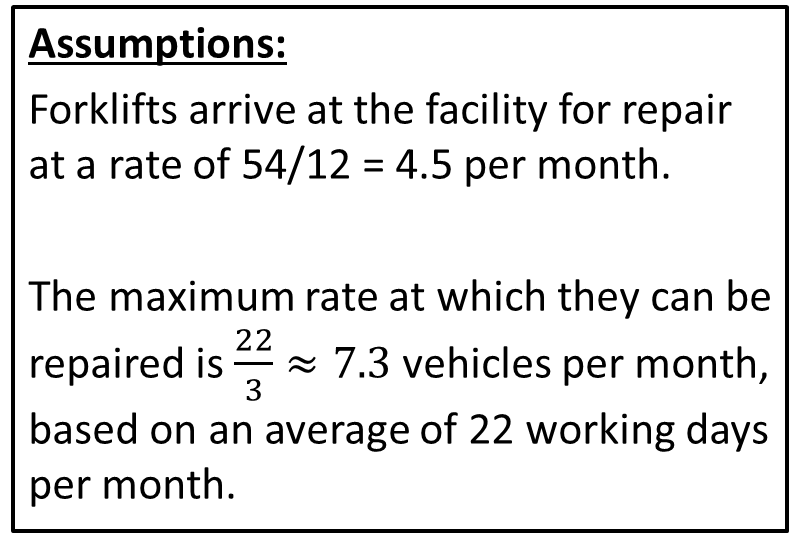 Assumptions:
Forklifts arrive at the facility for repair
at a rate of 54/12 = 4.5 per month.
The maximum rate at which they can be
repaired is 22/3 ≈ 7.3 vehicles per month,
based on an average of 22 working days
per month.